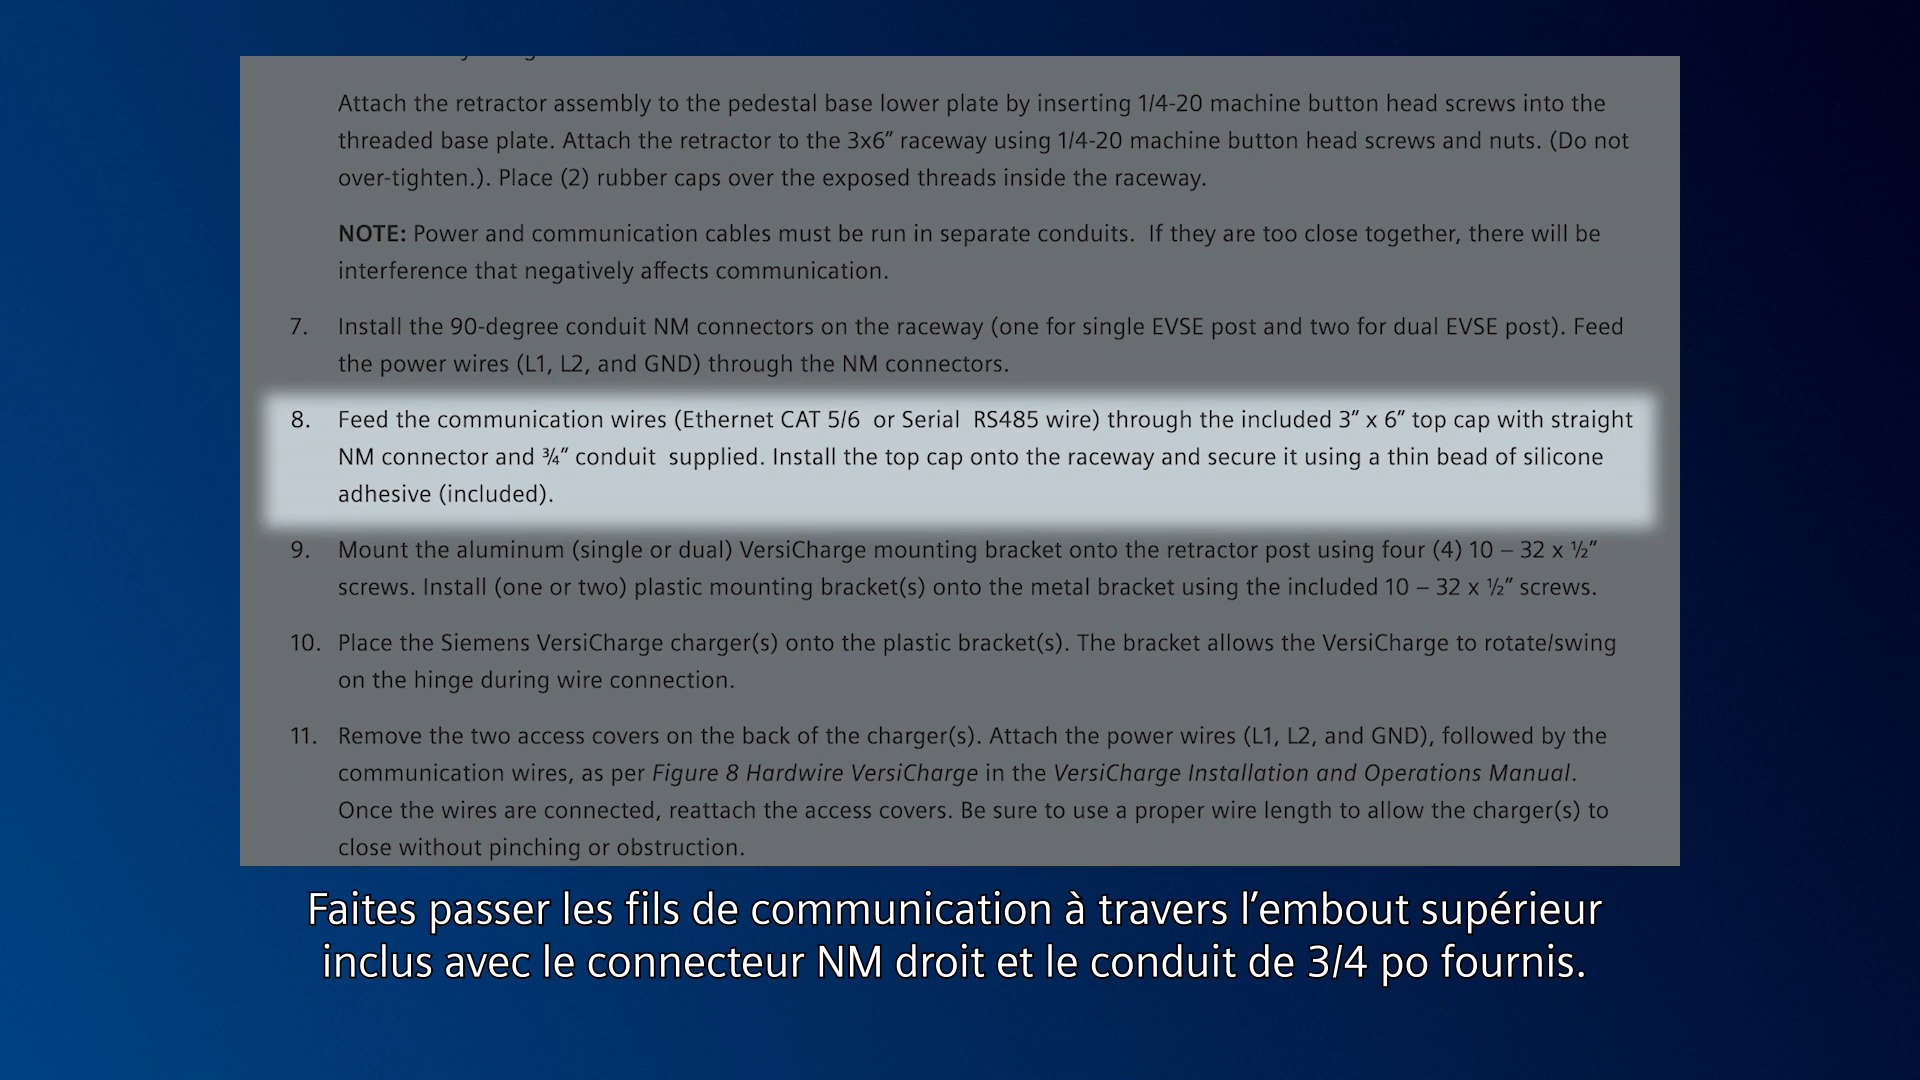 Attach the retractor assembly to the pedestal base lower plate by inserting 1/4-20 machine button head screws into the
threaded base plate. Attach the retractor to the 3x6″ raceway using 1/4-20 machine button head screws and nuts. (Do not
over-tighten.). Place (2) rubber caps over the exposed threads inside the raceway.
NOTE: Power and communication cables must be run in separate conduits.  If they are too close together, there will be
interference that negatively affects communication.
7. Install the 90-degree conduit NM connectors on the raceway (one for single EVSE post and two for dual EVSE post). Feed
the power wires (L1, L2, and GND) through the NM connectors.
8. Feed the communication wires (Ethernet CAT 5/6  or Serial  RS485 wire) through the included 3″ x 6″ top cap with straight
NM connector and ¾″ conduit  supplied. Install the top cap onto the raceway and secure it using a thin bead of silicone
adhesive (included).
9. Mount the aluminum (single or dual) VersiCharge mounting bracket onto the retractor post using four (4) 10 – 32 x ½″
screws. Install (one or two) plastic mounting bracket(s) onto the metal bracket using the included 10 – 32 x ½″ screws.
10. Place the Siemens VersiCharge charger(s) onto the plastic bracket(s). The bracket allows the VersiCharge to rotate/swing
on the hinge during wire connection.
11. Remove the two access covers on the back of the charger(s). Attach the power wires (L1, L2, and GND), followed by the
communication wires, as per Figure 8 Hardwire VersiCharge in the VersiCharge Installation and Operations Manual.
Once the wires are connected, reattach the access covers. Be sure to use a proper wire length to allow the charger(s) to
close without pinching or obstruction.
Faites passer les fils de communication à travers l’embout supérieur
inclus avec le connecteur NM droit et le conduit de 3/4 po fournis.